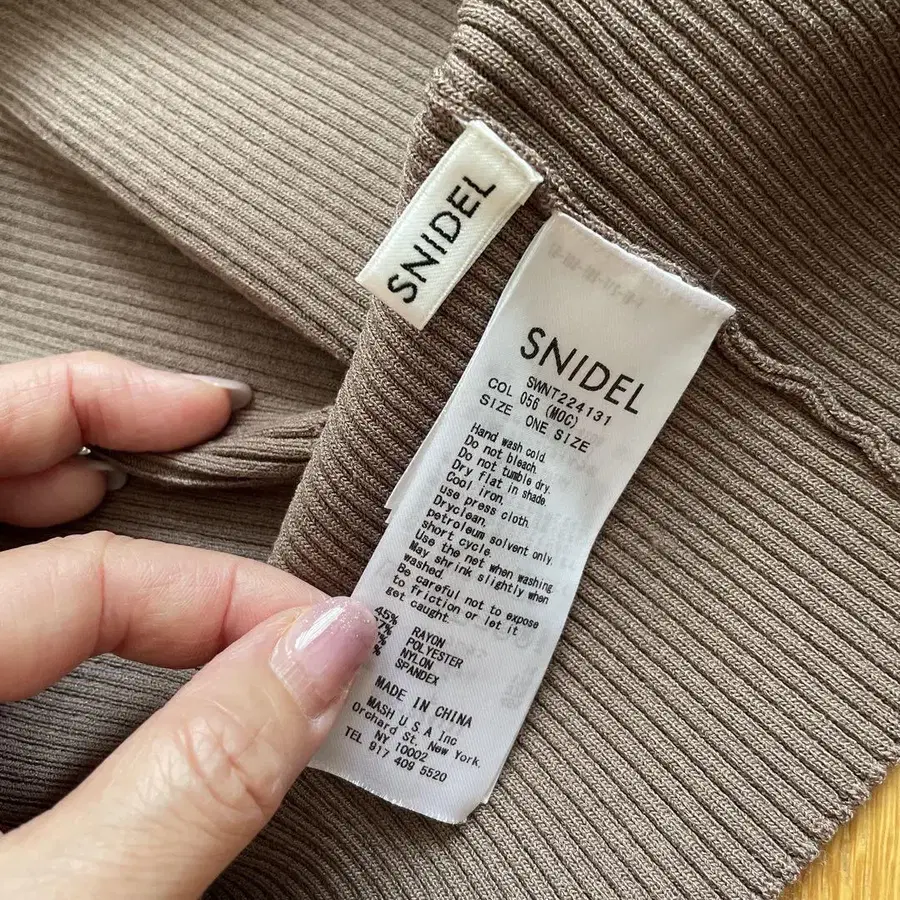 SNIDEL
SNIDEL
SWNT224131
COL 056 (MOC)
SIZE ONE SIZE
Hand wash cold.
Do not bleach.
Do not tumble dry.
Dry flat in shade.
Cool iron.
use press cloth.
Dryclean.
petroleum solvent only.
short cycle.
Use the net when washing.
May shrink slightly when
washed.
Be careful not to expose
to friction or let it
get caught.
45% RAYON
POLYESTER
NYLON
SPANDEX
MADE IN CHINA
MASH U.S.A Inc
Orchard St. New York,
NY 10002
TEL 917 409 5520